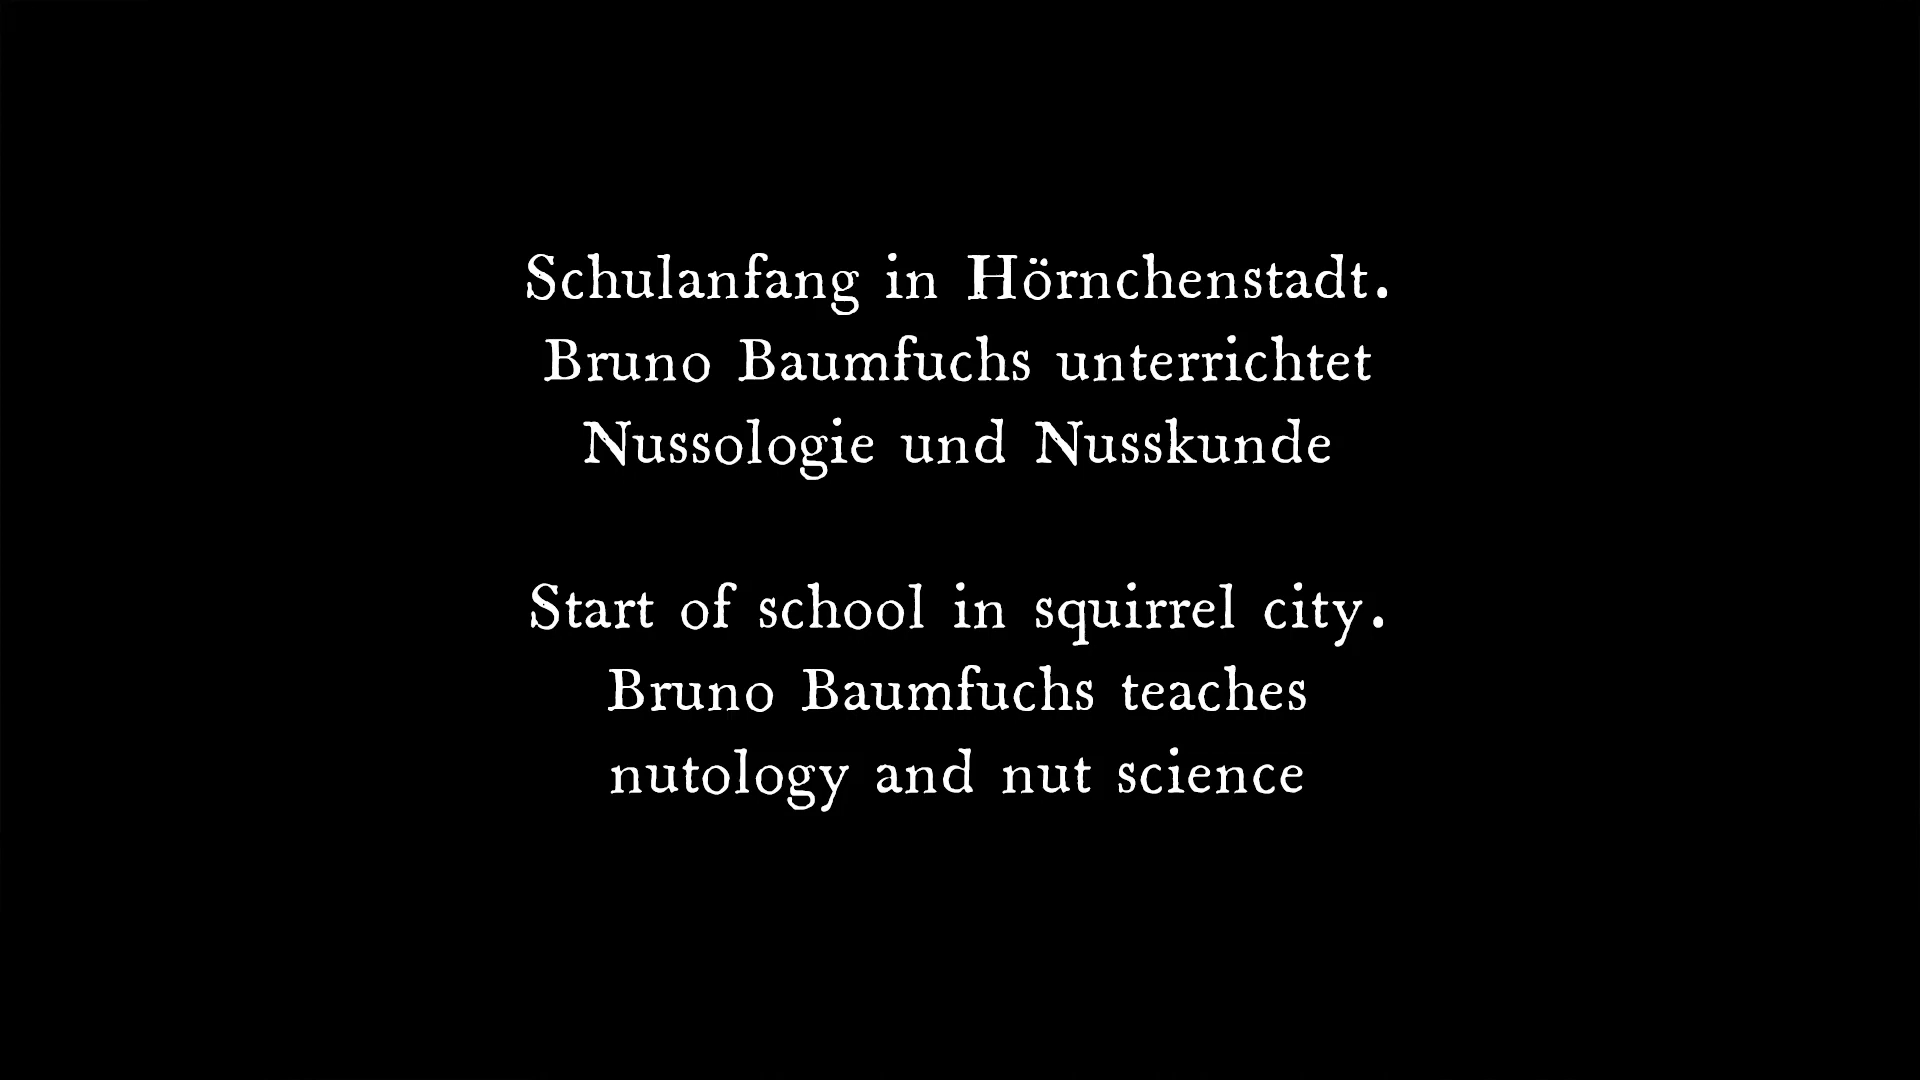 Schulanfang in Hörnchenstadt.
Bruno Baumfuchs unterrichtet
Nussologie und Nusskunde
Start of school in squirrel city.
Bruno Baumfuchs teaches
nutology and nut science